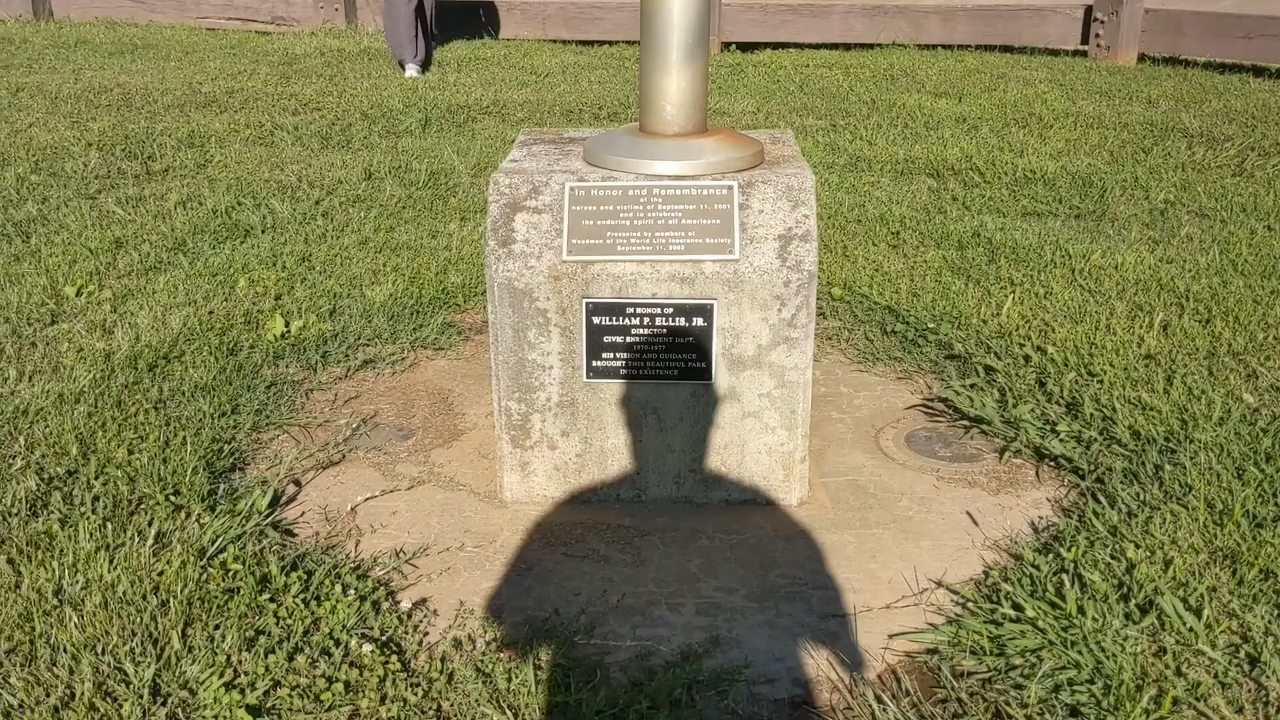 In Honor and Remembrance
of the
heroes and victims of September 11, 2001
and to celebrate
the enduring spirit of all Americans
Presented by members of
Woodmen of the World Life Insurance Society
September 11, 2002
IN HONOR OF
WILLIAM P. ELLIS, JR.
DIRECTOR
CIVIC ENRICHMENT DEPT.
1970-1977
HIS VISION AND GUIDANCE
BROUGHT THIS BEAUTIFUL PARK
INTO EXISTENCE